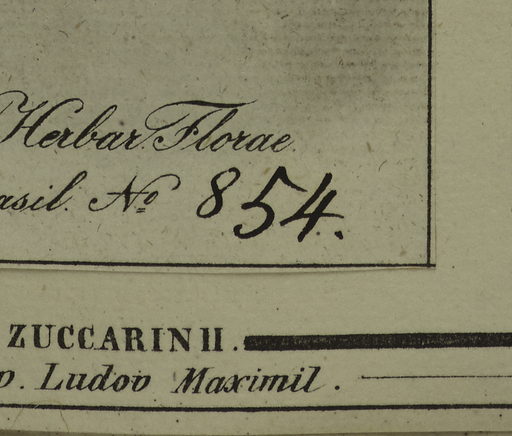 Herbar. Florae
asil. No 854.
ZUCCARINII.
p. Ludov Maximil.